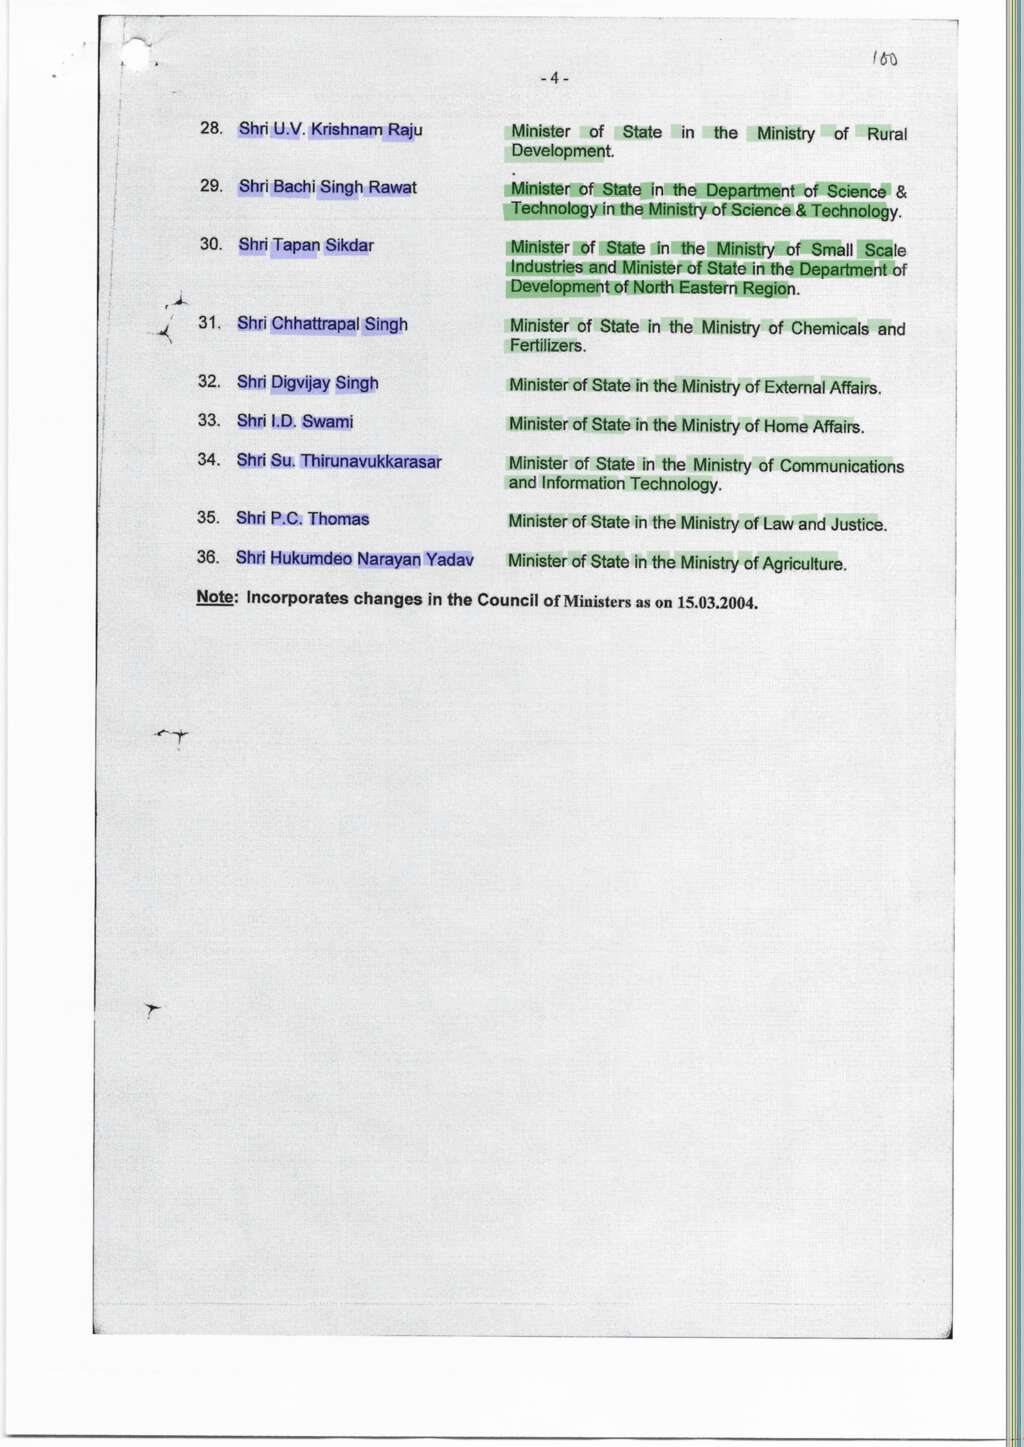 100
-4-
28. Shri U.V. Krishnam Raju Minister of State in the Ministry of Rural
Development.
29. Shri Bachi Singh Rawat Minister of State in the Department of Science &
Technology in the Ministry of Science & Technology.
30. Shri Tapan Sikdar Minister of State in the Ministry of Small Scale
Industries and Minister of State in the Department of
Development of North Eastern Region.
31. Shri Chhattrapal Singh Minister of State in the Ministry of Chemicals and
Fertilizers.
32. Shri Digvijay Singh Minister of State in the Ministry of External Affairs.
33. Shri I.D. Swami Minister of State in the Ministry of Home Affairs.
34. Shri Su. Thirunavukkarasar Minister of State in the Ministry of Communications
and Information Technology.
35. Shri P.C. Thomas Minister of State in the Ministry of Law and Justice.
36. Shri Hukumdeo Narayan Yadav Minister of State in the Ministry of Agriculture.
Note: Incorporates changes in the Council of Ministers as on 15.03.2004.